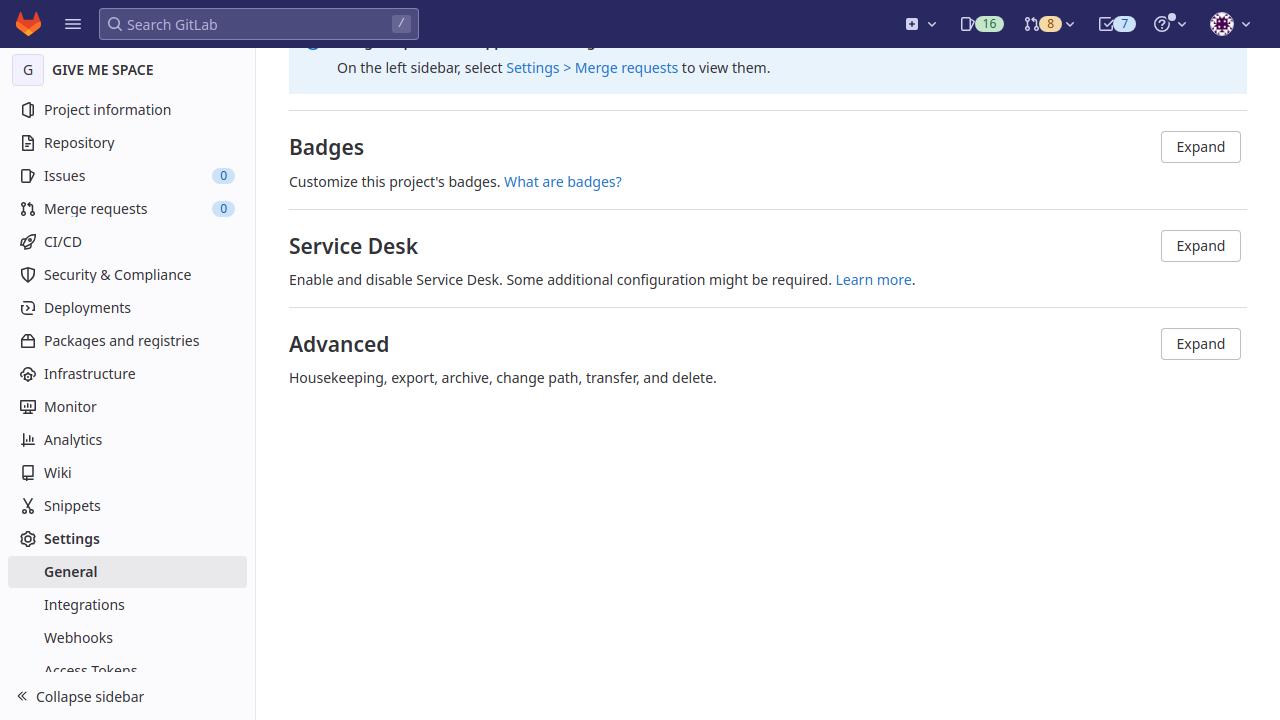 Search GitLab
/
16
8
7
G
GIVE ME SPACE
Project information
Repository
Issues
0
Merge requests
0
CI/CD
Security & Compliance
Deployments
Packages and registries
Infrastructure
Monitor
Analytics
Wiki
Snippets
Settings
General
Integrations
Webhooks
Access Tokens
Collapse sidebar
On the left sidebar, select Settings > Merge requests to view them.
Badges
Expand
Customize this project's badges. What are badges?
Service Desk
Expand
Enable and disable Service Desk. Some additional configuration might be required. Learn more.
Advanced
Expand
Housekeeping, export, archive, change path, transfer, and delete.